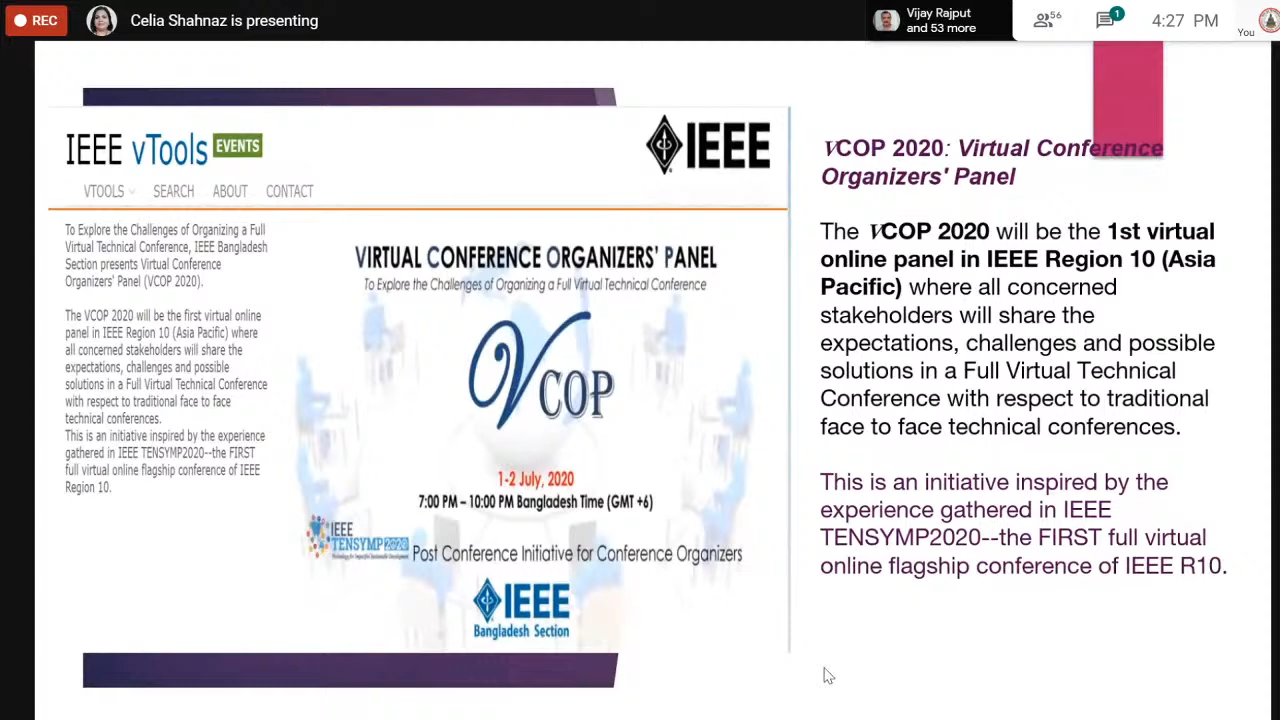 REC
Celia Shahnaz is presenting
Vijay Rajput
and 53 more
56
1
4:27 PM
You
IEEE vTools EVENTS
IEEE
VTOOLS
SEARCH
ABOUT
CONTACT
To Explore the Challenges of Organizing a Full
Virtual Technical Conference, IEEE Bangladesh
Section presents Virtual Conference
Organizers' Panel (VCOP 2020).
The VCOP 2020 will be the first virtual online
panel in IEEE Region 10 (Asia Pacific) where
all concerned stakeholders will share the
expectations, challenges and possible
solutions in a Full Virtual Technical Conference
with respect to traditional face to face
technical conferences.
This is an initiative inspired by the experience
gathered in IEEE TENSYMP2020--the FIRST
full virtual online flagship conference of IEEE
Region 10.
VIRTUAL CONFERENCE ORGANIZERS' PANEL
To Explore the Challenges of Organizing a Full Virtual Technical Conference
VCOP
1-2 July, 2020
7:00 PM – 10:00 PM Bangladesh Time (GMT +6)
IEEE
TENSYMP 2020
Technology for Impactful Sustainable Development
Post Conference Initiative for Conference Organizers
IEEE
Bangladesh Section
VCOP 2020: Virtual Conference
Organizers' Panel
The VCOP 2020 will be the 1st virtual
online panel in IEEE Region 10 (Asia
Pacific) where all concerned
stakeholders will share the
expectations, challenges and possible
solutions in a Full Virtual Technical
Conference with respect to traditional
face to face technical conferences.
This is an initiative inspired by the
experience gathered in IEEE
TENSYMP2020--the FIRST full virtual
online flagship conference of IEEE R10.